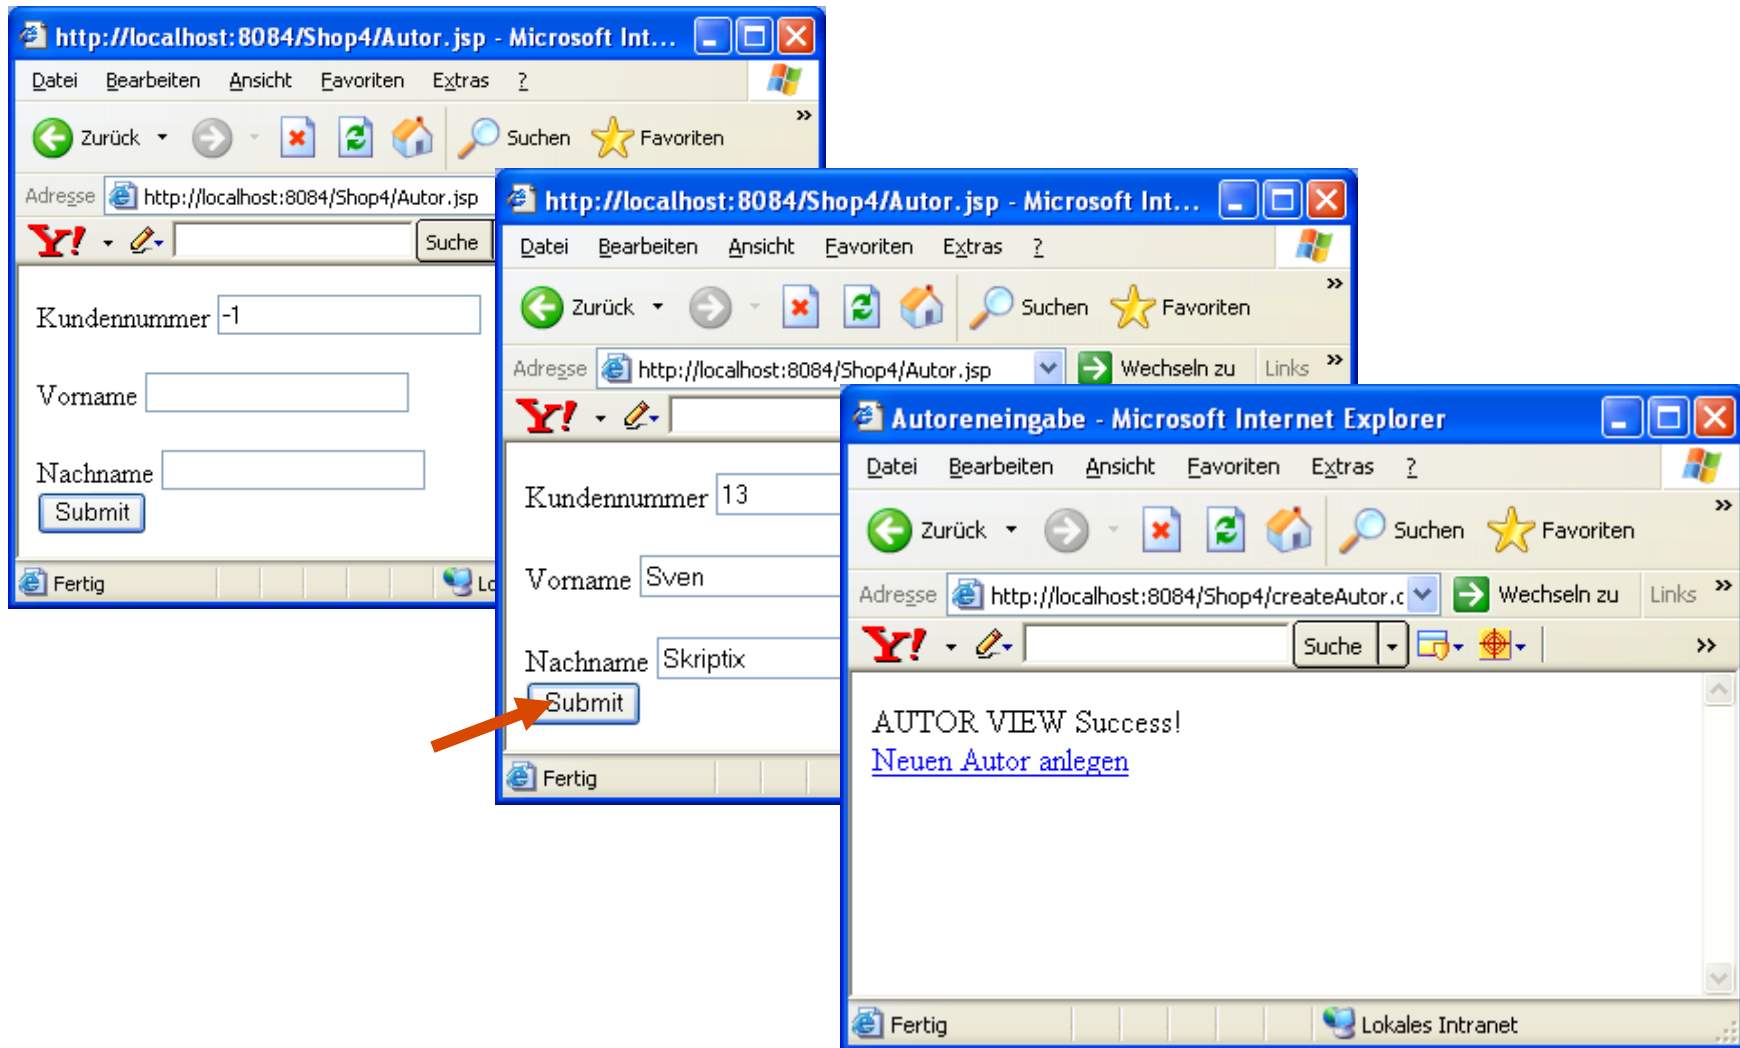 http://localhost:8084/Shop4/Autor.jsp - Microsoft Int...
Datei Bearbeiten Ansicht Favoriten Extras ?
Zurück Suchen Favoriten »
Adresse http://localhost:8084/Shop4/Autor.jsp
Y! Suche
Kundennummer -1
Vorname
Nachname
Submit
Fertig Lo
http://localhost:8084/Shop4/Autor.jsp - Microsoft Int...
Datei Bearbeiten Ansicht Favoriten Extras ?
Zurück Suchen Favoriten »
Adresse http://localhost:8084/Shop4/Autor.jsp Wechseln zu Links »
Y!
Kundennummer 13
Vorname Sven
Nachname Skriptix
Submit
Fertig
Autoreneingabe - Microsoft Internet Explorer
Datei Bearbeiten Ansicht Favoriten Extras ?
Zurück Suchen Favoriten »
Adresse http://localhost:8084/Shop4/createAutor.c Wechseln zu Links »
Y! Suche »
AUTOR VIEW Success!
Neuen Autor anlegen
Fertig Lokales Intranet